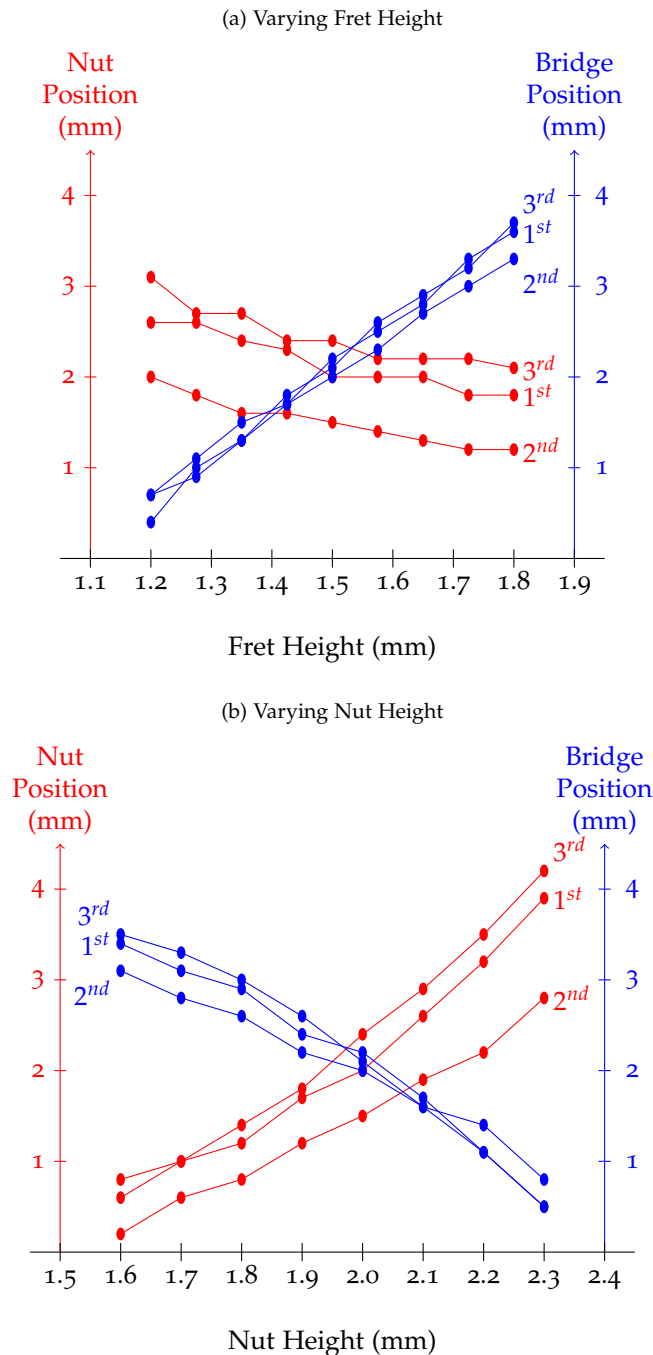 (a) Varying Fret Height
Nut
Position
(mm)
Bridge
Position
(mm)
4
3
2
1
4
3
2
1
3rd
1st
2nd
3rd
1st
2nd
1.1 1.2 1.3 1.4 1.5 1.6 1.7 1.8 1.9
Fret Height (mm)
(b) Varying Nut Height
Nut
Position
(mm)
Bridge
Position
(mm)
4
3
2
1
4
3
2
1
3rd
1st
2nd
3rd
1st
2nd
1.5 1.6 1.7 1.8 1.9 2.0 2.1 2.2 2.3 2.4
Nut Height (mm)